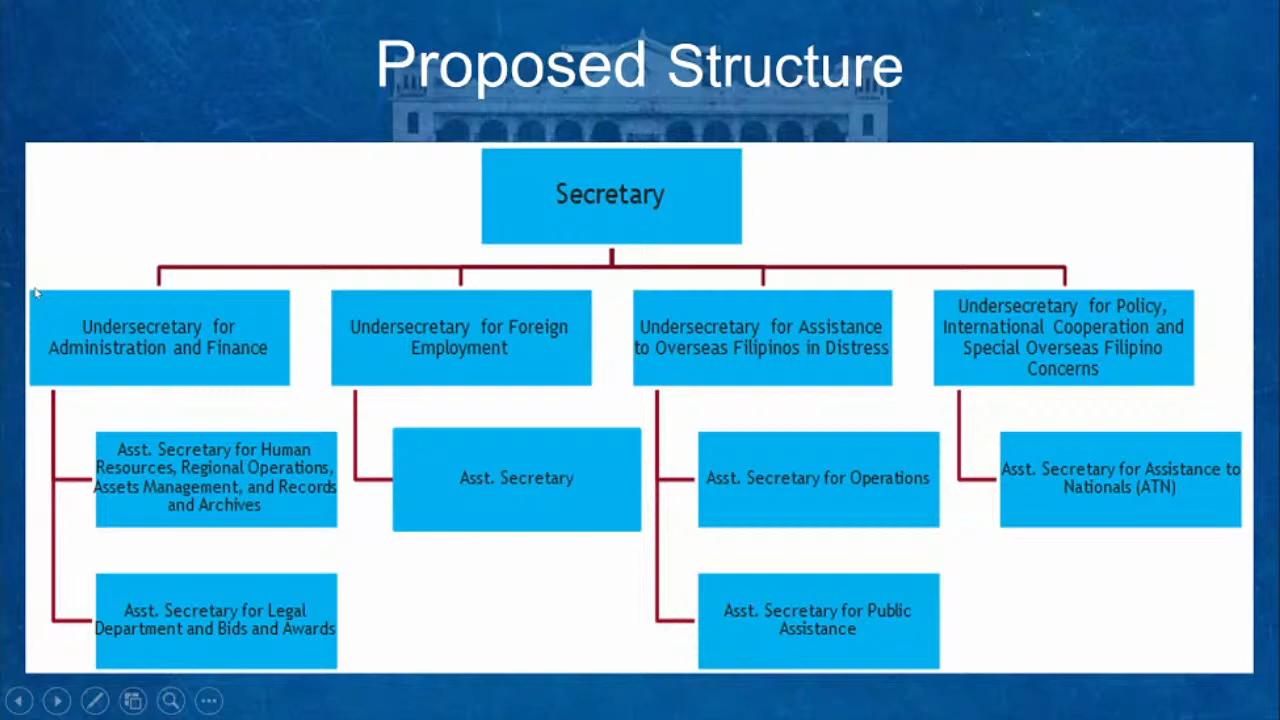 Proposed Structure
Secretary
Undersecretary for
Administration and Finance
Undersecretary for Foreign
Employment
Undersecretary for Assistance
to Overseas Filipinos in Distress
Undersecretary for Policy,
International Cooperation and
Special Overseas Filipino
Concerns
Asst. Secretary for Human
Resources, Regional Operations,
Assets Management, and Records
and Archives
Asst. Secretary
Asst. Secretary for Operations
Asst. Secretary for Assistance to
Nationals (ATN)
Asst. Secretary for Legal
Department and Bids and Awards
Asst. Secretary for Public
Assistance